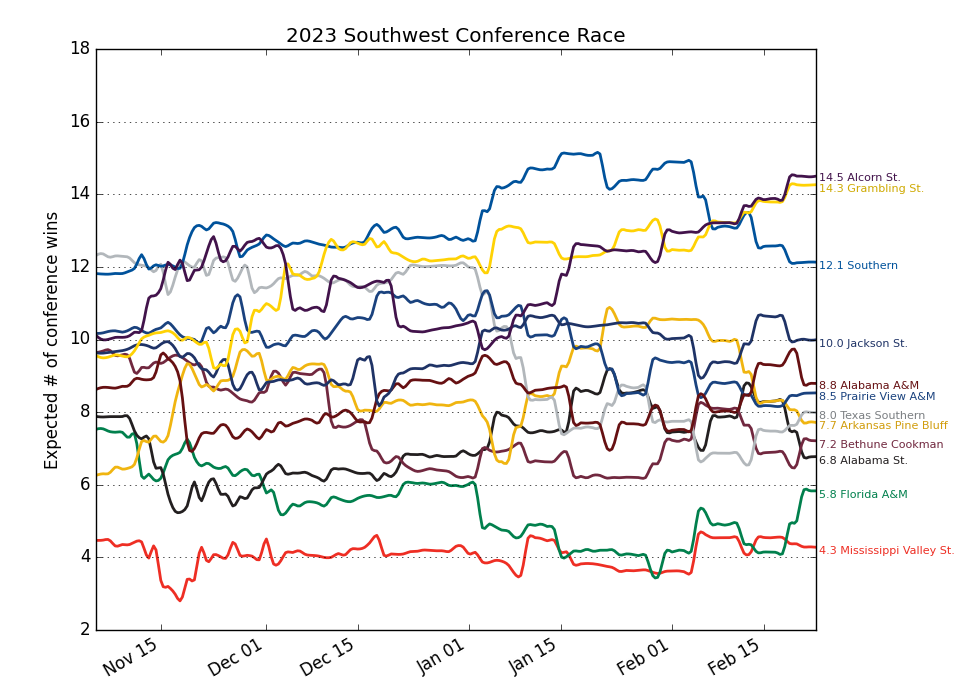 2023 Southwest Conference Race
Expected # of conference wins
18
16
14
12
10
8
6
4
2
Nov 15
Dec 01
Dec 15
Jan 01
Jan 15
Feb 01
Feb 15
14.5 Alcorn St.
14.3 Grambling St.
12.1 Southern
10.0 Jackson St.
8.8 Alabama A&M
8.5 Prairie View A&M
8.0 Texas Southern
7.7 Arkansas Pine Bluff
7.2 Bethune Cookman
6.8 Alabama St.
5.8 Florida A&M
4.3 Mississippi Valley St.